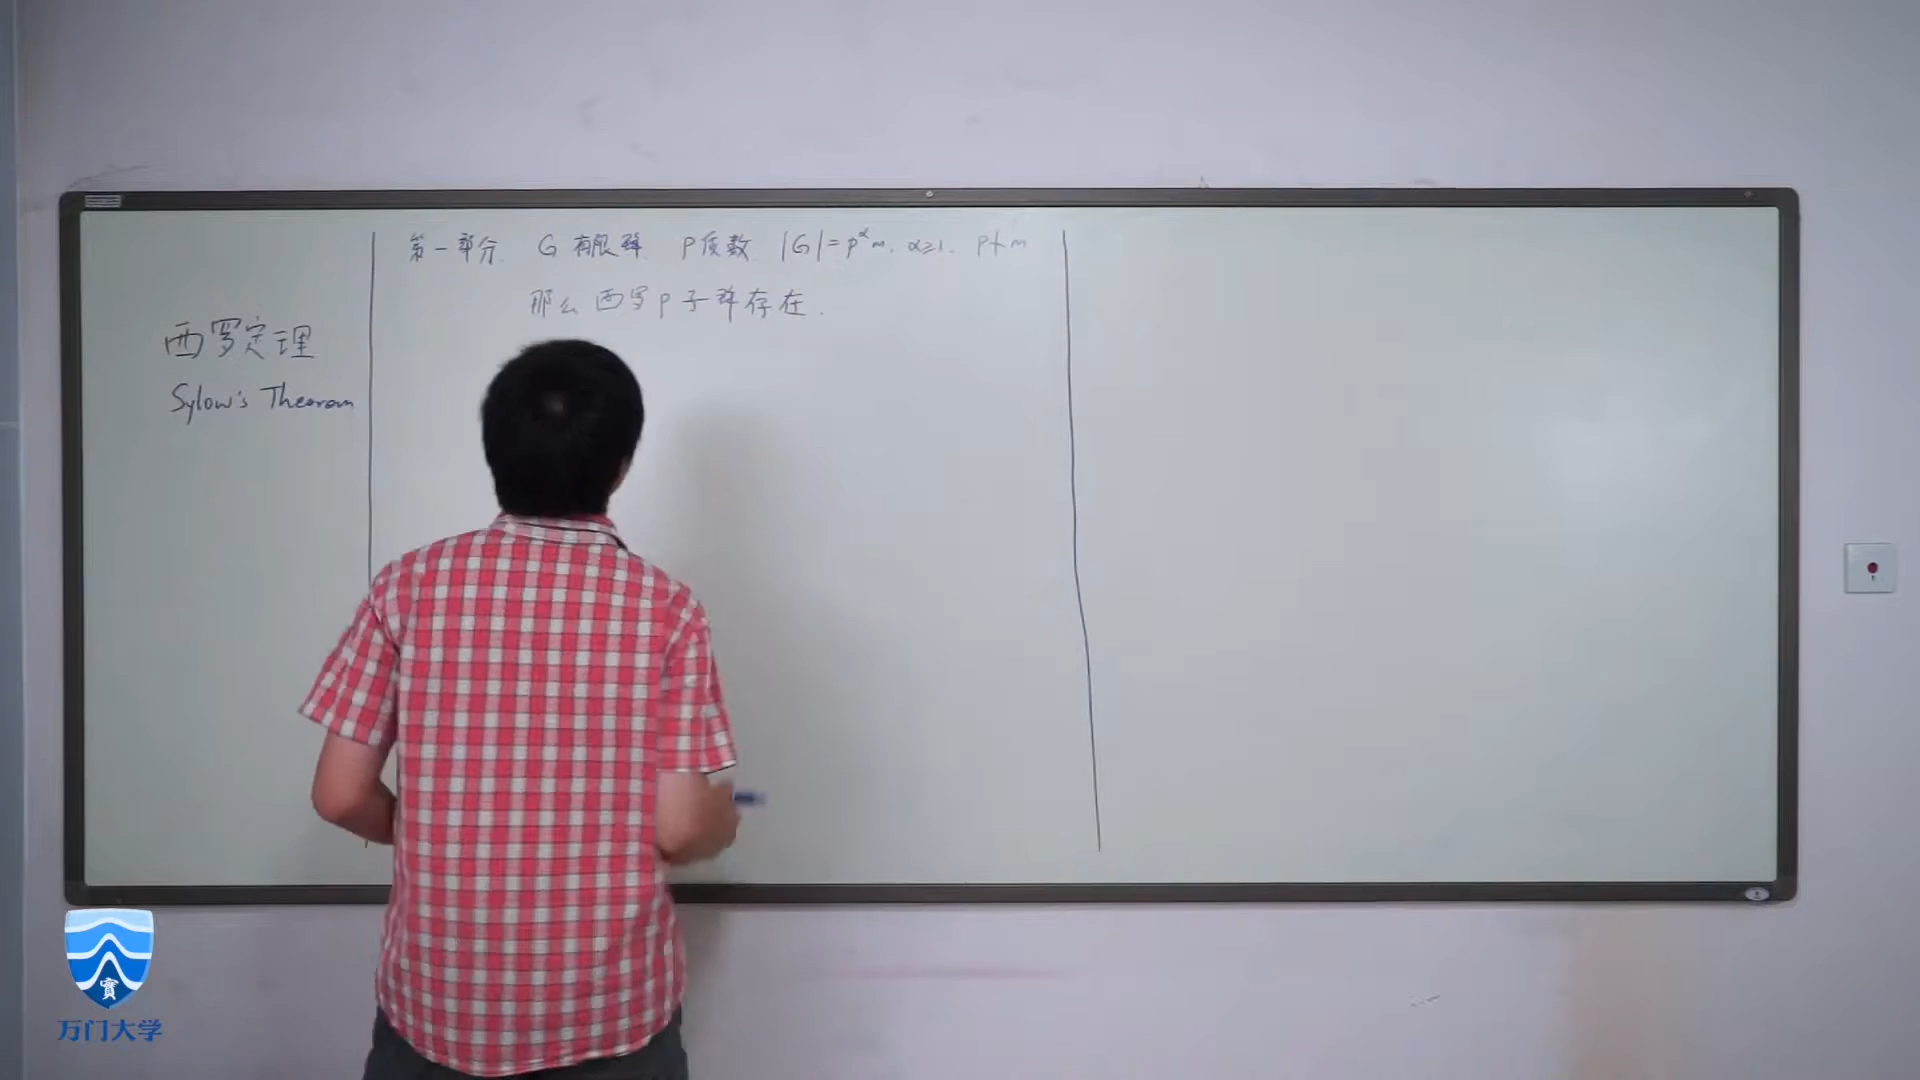 西罗定理
Sylow's Theorem
第一部分. G 有限群. P质数. |G|=p^α m. α≥1. p∤m
那么 西罗 p 子群存在.
寳
万门大学